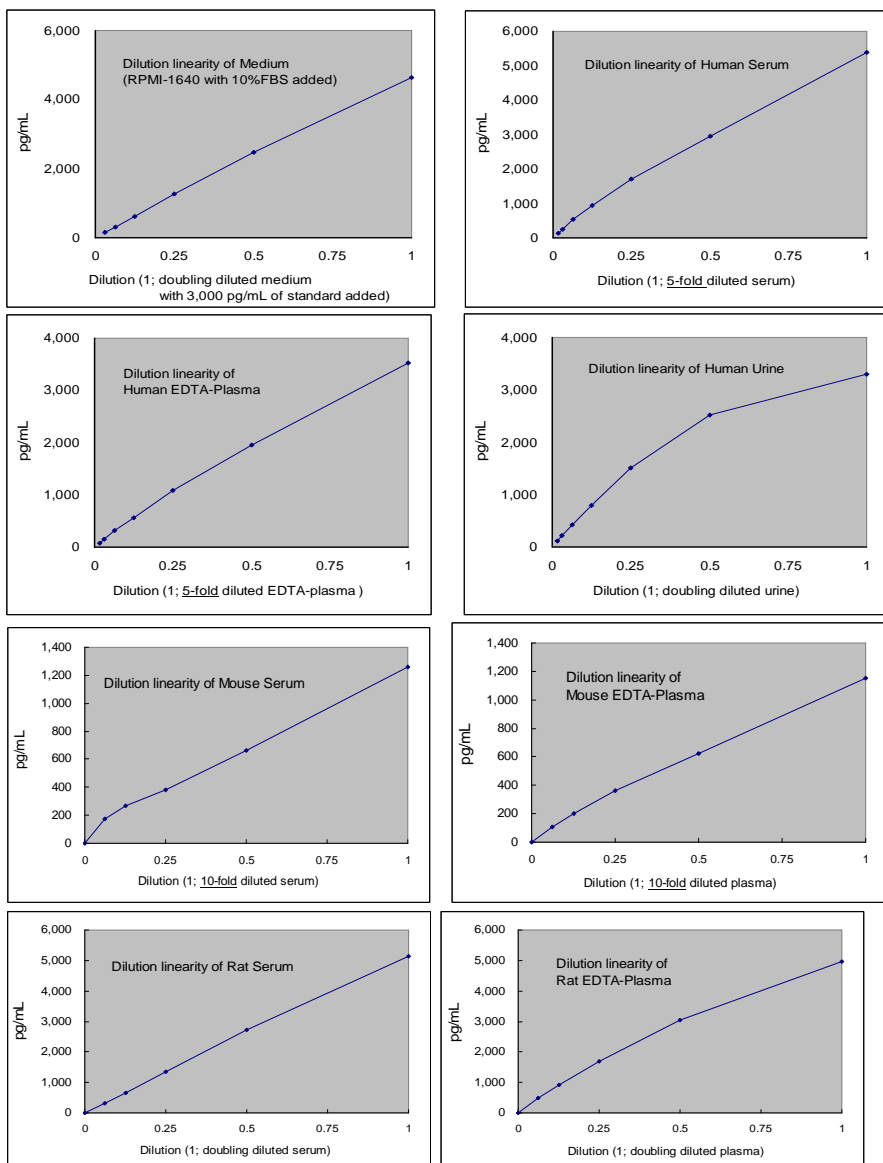 6,000
4,000
2,000
0
pg/mL
Dilution linearity of Medium
(RPMI-1640 with 10%FBS added)
0 0.25 0.5 0.75 1
Dilution (1; doubling diluted medium
with 3,000 pg/mL of standard added)
6,000
5,000
4,000
3,000
2,000
1,000
0
pg/mL
Dilution linearity of Human Serum
0 0.25 0.5 0.75 1
Dilution (1; 5-fold diluted serum)
4,000
3,000
2,000
1,000
0
pg/mL
Dilution linearity of
Human EDTA-Plasma
0 0.25 0.5 0.75 1
Dilution (1; 5-fold diluted EDTA-plasma )
4,000
3,000
2,000
1,000
0
pg/mL
Dilution linearity of Human Urine
0 0.25 0.5 0.75 1
Dilution (1; doubling diluted urine)
1,400
1,200
1,000
800
600
400
200
0
pg/mL
Dilution linearity of Mouse Serum
0 0.25 0.5 0.75 1
Dilution (1; 10-fold diluted serum)
1,400
1,200
1,000
800
600
400
200
0
pg/mL
Dilution linearity of
Mouse EDTA-Plasma
0 0.25 0.5 0.75 1
Dilution (1; 10-fold diluted plasma)
6,000
5,000
4,000
3,000
2,000
1,000
0
pg/mL
Dilution linearity of Rat Serum
0 0.25 0.5 0.75 1
Dilution (1; doubling diluted serum)
6,000
5,000
4,000
3,000
2,000
1,000
0
pg/mL
Dilution linearity of
Rat EDTA-Plasma
0 0.25 0.5 0.75 1
Dilution (1; doubling diluted plasma)